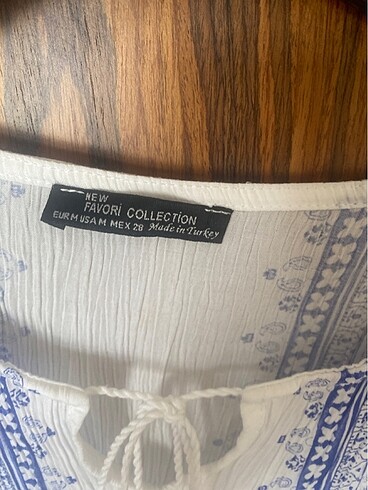 NEW
FAVORİ COLLECTİON
EUR M USA M MEX 28 Made in Turkey